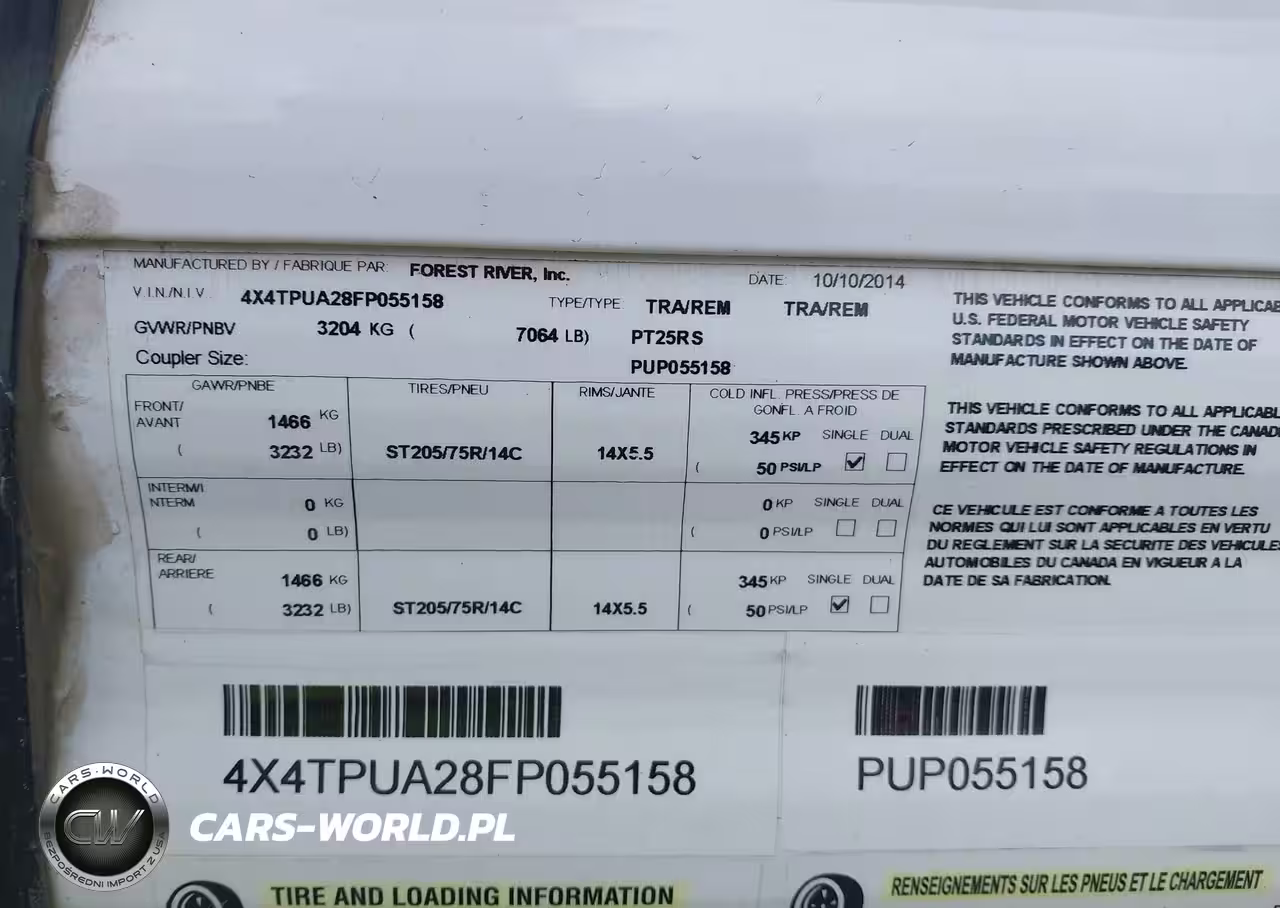 MANUFACTURED BY / FABRIQUE PAR: FOREST RIVER, Inc.
DATE: 10/10/2014
V.I.N./N.I.V. 4X4TPUA28FP055158
TYPE/TYPE TRA/REM TRA/REM
GVWR/PNBV 3204 KG ( 7064 LB) PT25RS
Coupler Size: PUP055158
GAWR/PNBE TIRES/PNEU RIMS/JANTE COLD INFL. PRESS/PRESS DE
GONFL. A FROID
FRONT/
AVANT 1466 KG
( 3232 LB) ST205/75R/14C 14X5.5
345 KP SINGLE DUAL
( 50 PSI/LP
INTERM/I
NTERM 0 KG
( 0 LB)
0 KP SINGLE DUAL
( 0 PSI/LP
REAR/
ARRIERE 1466 KG
( 3232 LB) ST205/75R/14C 14X5.5
345 KP SINGLE DUAL
( 50 PSI/LP
THIS VEHICLE CONFORMS TO ALL
U.S. FEDERAL MOTOR VEHICLE SAFETY
STANDARDS IN EFFECT ON THE DATE OF
MANUFACTURE SHOWN ABOVE.
THIS VEHICLE CONFORMS TO ALL
STANDARDS PRESCRIBED UNDER THE
MOTOR VEHICLE SAFETY REGULATIONS IN
EFFECT ON THE DATE OF MANUFACTURE.
CE VEHICULE EST CONFORME A TOUTES LES
NORMES QUI LUI SONT APPLICABLES EN VERTU
DU REGLEMENT SUR LA SECURITE DES VEHICULES
AUTOMOBILES DU CANADA EN VIGUEUR A LA
DATE DE SA FABRICATION.
4X4TPUA28FP055158
PUP055158
CARS-WORLD
CW
BEZPOŚREDNI IMPORT Z USA
CARS-WORLD.PL
TIRE AND LOADING INFORMATION
RENSEIGNEMENTS SUR LES PNEUS ET LE CHARGEMENT